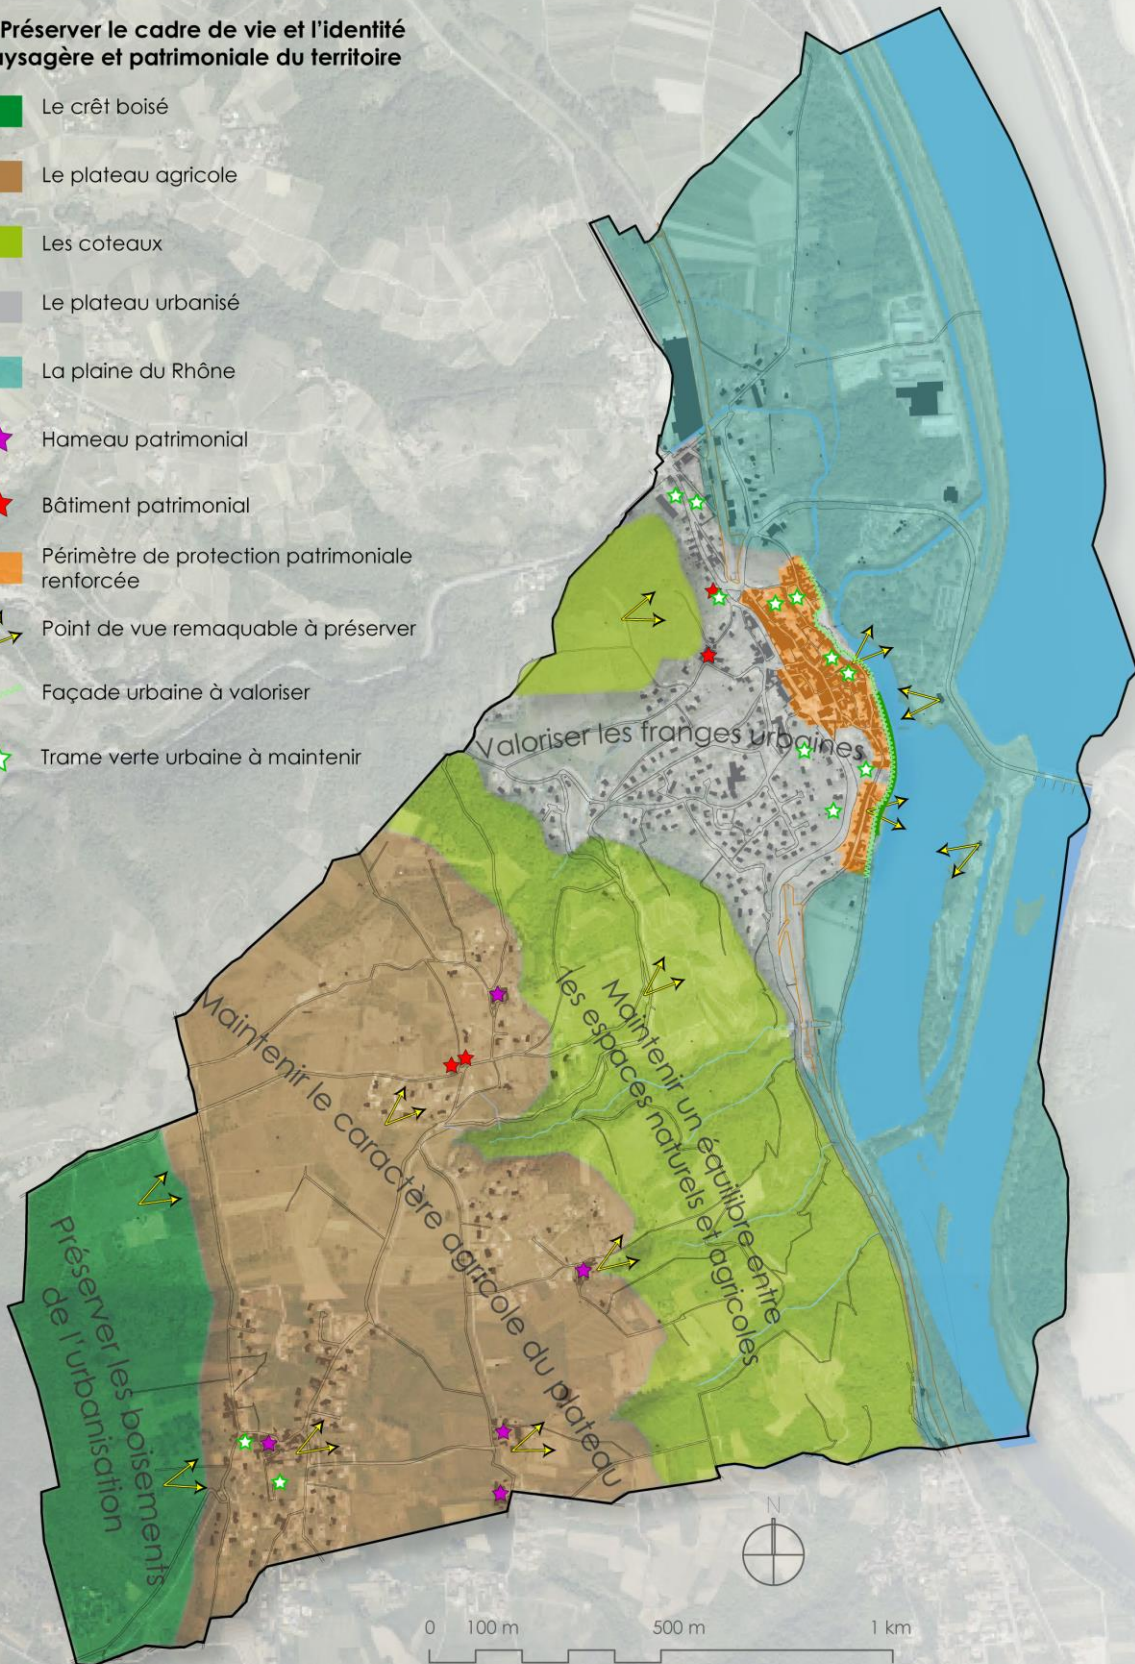 Préserver le cadre de vie et l'identité
ysagère et patrimoniale du territoire
Le crêt boisé
Le plateau agricole
Les coteaux
Le plateau urbanisé
La plaine du Rhône
Hameau patrimonial
Bâtiment patrimonial
Périmètre de protection patrimoniale
renforcée
Point de vue remaquable à préserver
Façade urbaine à valoriser
Trame verte urbaine à maintenir
Valoriser les franges urbaines
Maintenir un équilibre entre
les espaces naturels et agricoles
Maintenir le caractère agricole du plateau
Préserver les boisements
de l'urbanisation
N
0 100 m 500 m 1 km